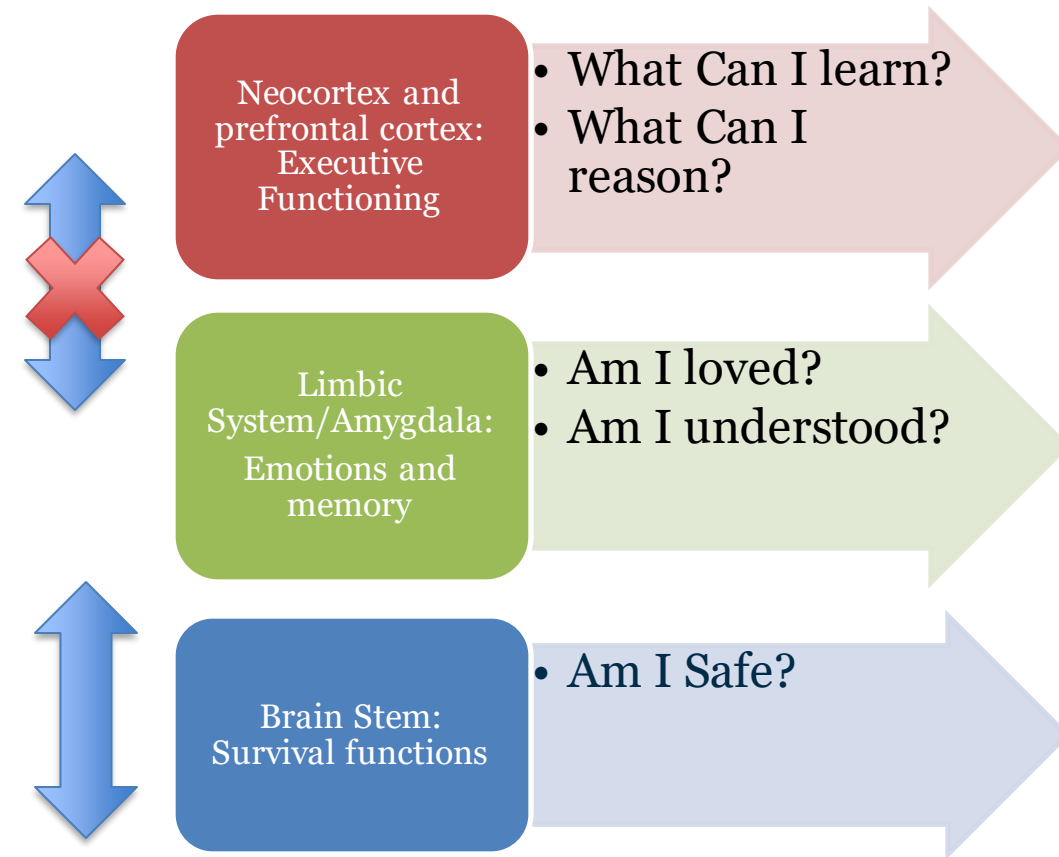 Neocortex and
prefrontal cortex:
Executive
Functioning
• What Can I learn?
• What Can I
reason?
Limbic
System/Amygdala:
Emotions and
memory
• Am I loved?
• Am I understood?
Brain Stem:
Survival functions
• Am I Safe?